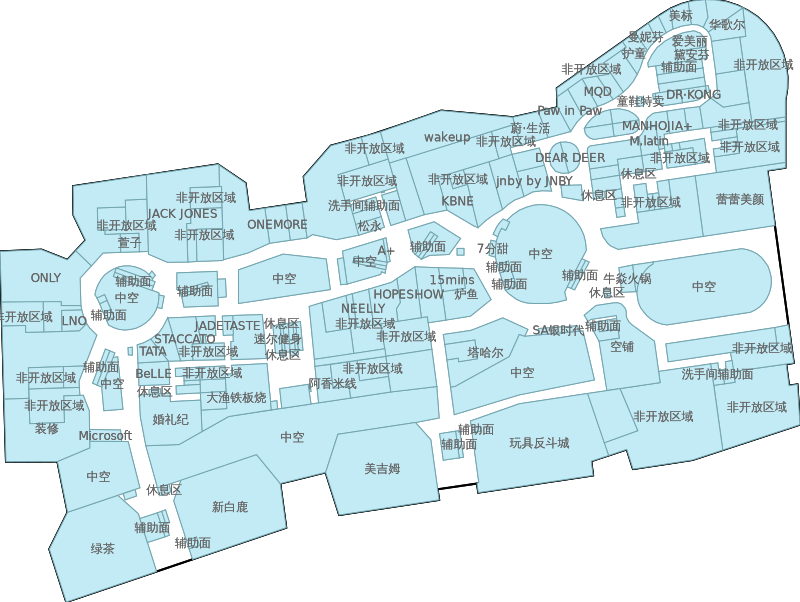 美标
华歌尔
曼妮芬
爱美丽
护童
黛安芬
辅助面
非开放区域
非开放区域
MQD
童鞋特卖
DR·KONG
Paw in Paw
蔚·生活
MANHOJIA+
非开放区域
wakeup
非开放区域
M.latin
非开放区域
非开放区域
DEAR DEER
非开放区域
休息区
非开放区域
非开放区域
jnby by JNBY
休息区
非开放区域
蕾蕾美颜
非开放区域
洗手间辅助面
KBNE
JACK JONES
非开放区域
ONEMORE
松永
非开放区域
萱子
A+
辅助面
7分甜
中空
中空
辅助面
辅助面
ONLY
辅助面
中空
辅助面
中空
15mins
炉鱼
HOPESHOW
辅助面
牛焱火锅
休息区
中空
非开放区域
LNO
辅助面
NEELLY
非开放区域
JADETASTE
休息区
STACCATO
速尔健身
非开放区域
SA银时代
辅助面
TATA
非开放区域
休息区
塔哈尔
空铺
非开放区域
辅助面
中空
BeLLE
非开放区域
非开放区域
中空
洗手间辅助面
非开放区域
休息区
大渔铁板烧
阿香米线
非开放区域
非开放区域
非开放区域
装修
Microsoft
婚礼纪
中空
辅助面
辅助面
玩具反斗城
中空
美吉姆
休息区
新白鹿
辅助面
绿茶
辅助面